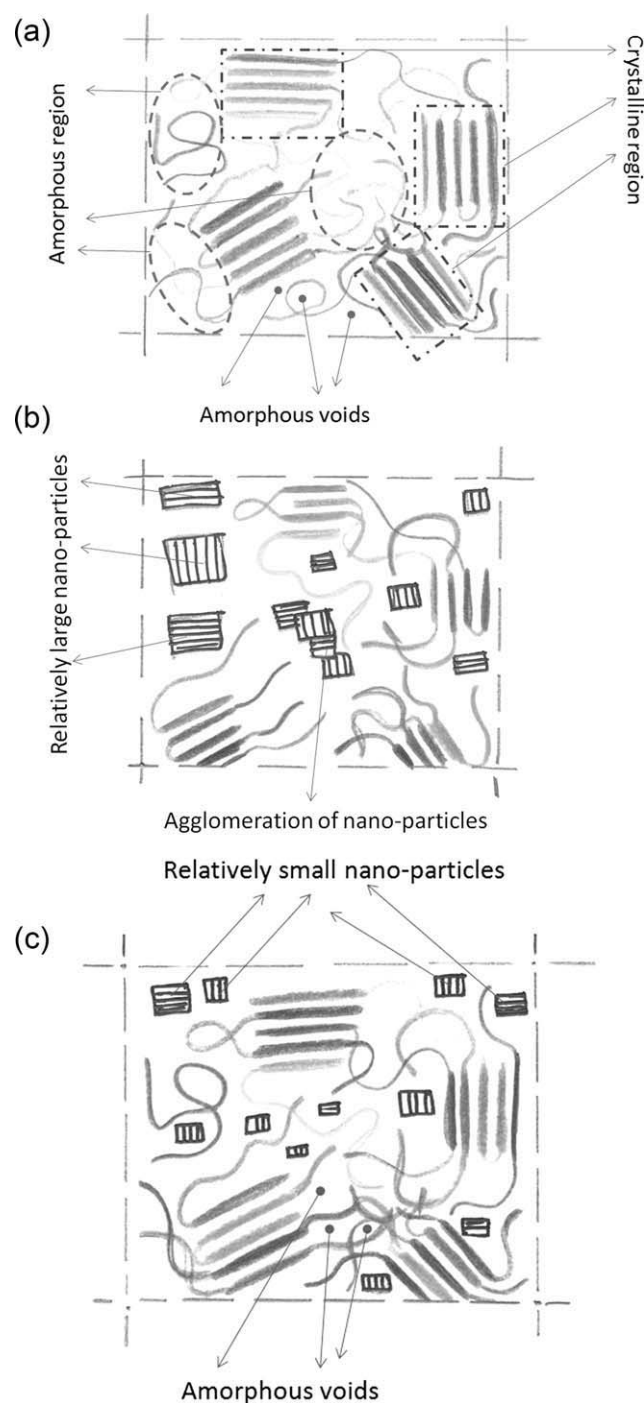 (a)
Amorphous region
Crystalline region
Amorphous voids
(b)
Relatively large nano-particles
Agglomeration of nano-particles
Relatively small nano-particles
(c)
Amorphous voids